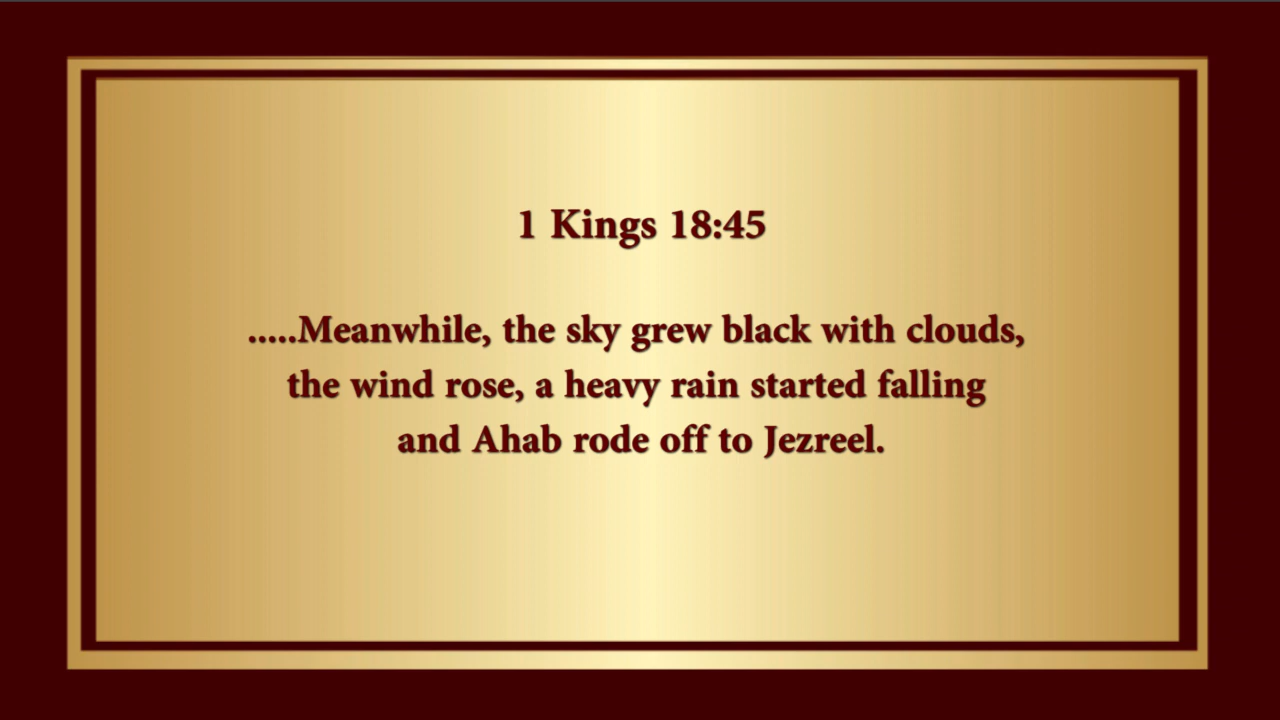 1 Kings 18:45
.....Meanwhile, the sky grew black with clouds,
the wind rose, a heavy rain started falling
and Ahab rode off to Jezreel.